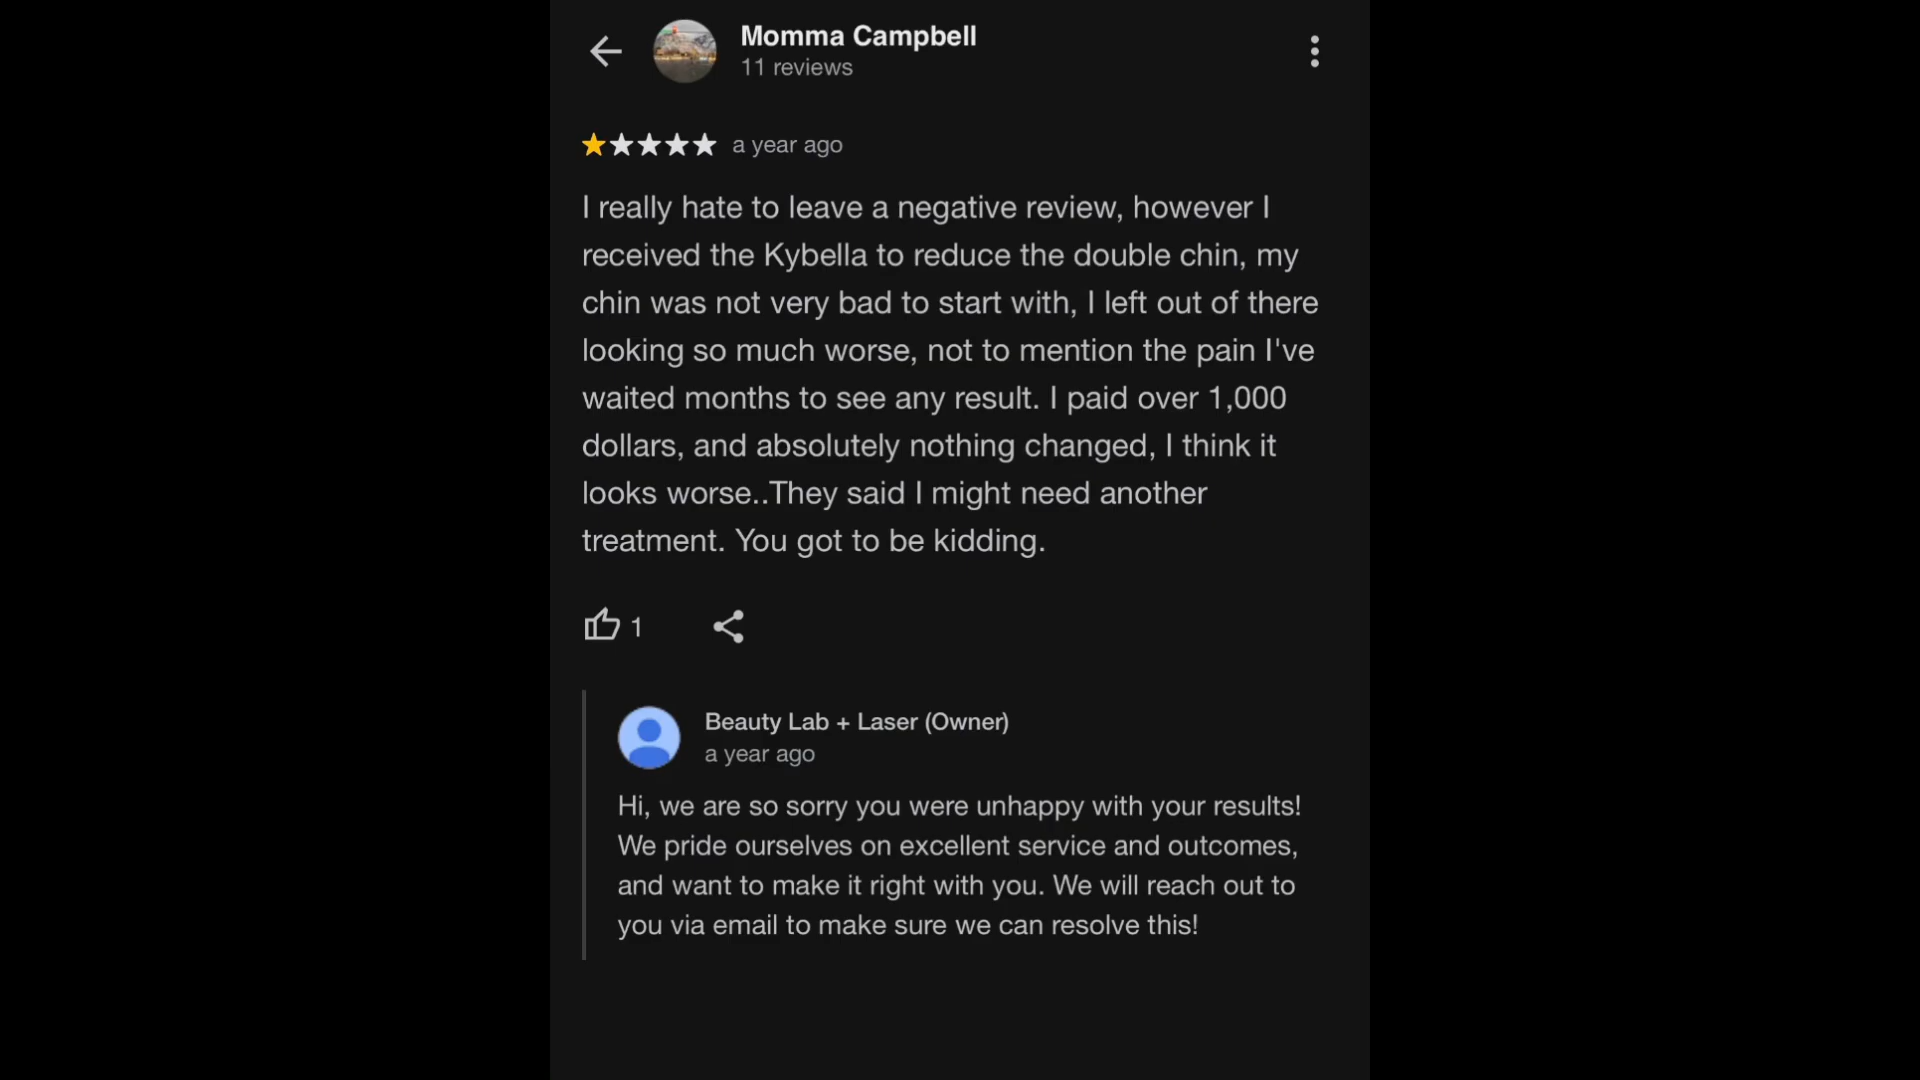 Momma Campbell
11 reviews
a year ago
I really hate to leave a negative review, however I
received the Kybella to reduce the double chin, my
chin was not very bad to start with, I left out of there
looking so much worse, not to mention the pain I've
waited months to see any result. I paid over 1,000
dollars, and absolutely nothing changed, I think it
looks worse..They said I might need another
treatment. You got to be kidding.
1
Beauty Lab + Laser (Owner)
a year ago
Hi, we are so sorry you were unhappy with your results!
We pride ourselves on excellent service and outcomes,
and want to make it right with you. We will reach out to
you via email to make sure we can resolve this!